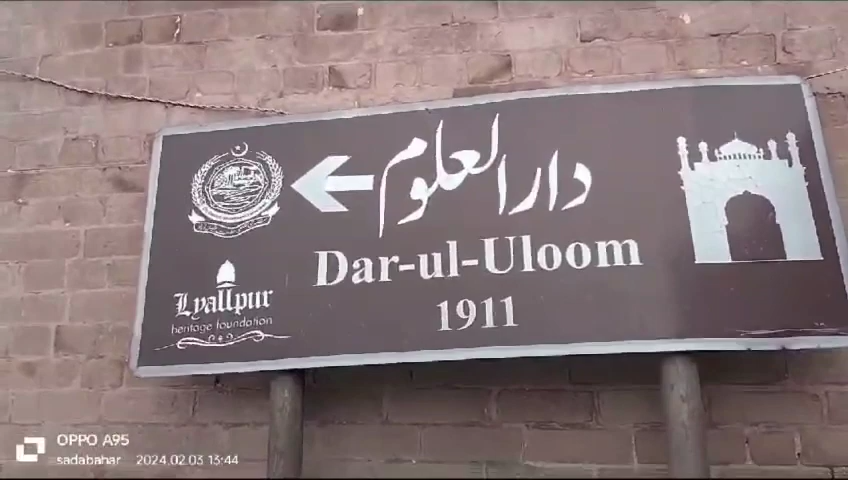 دارالعلوم
Dar-ul-Uloom
1911
Lyallpur
heritage foundation
OPPO A95
sadabahar 2024.02.03 13:44